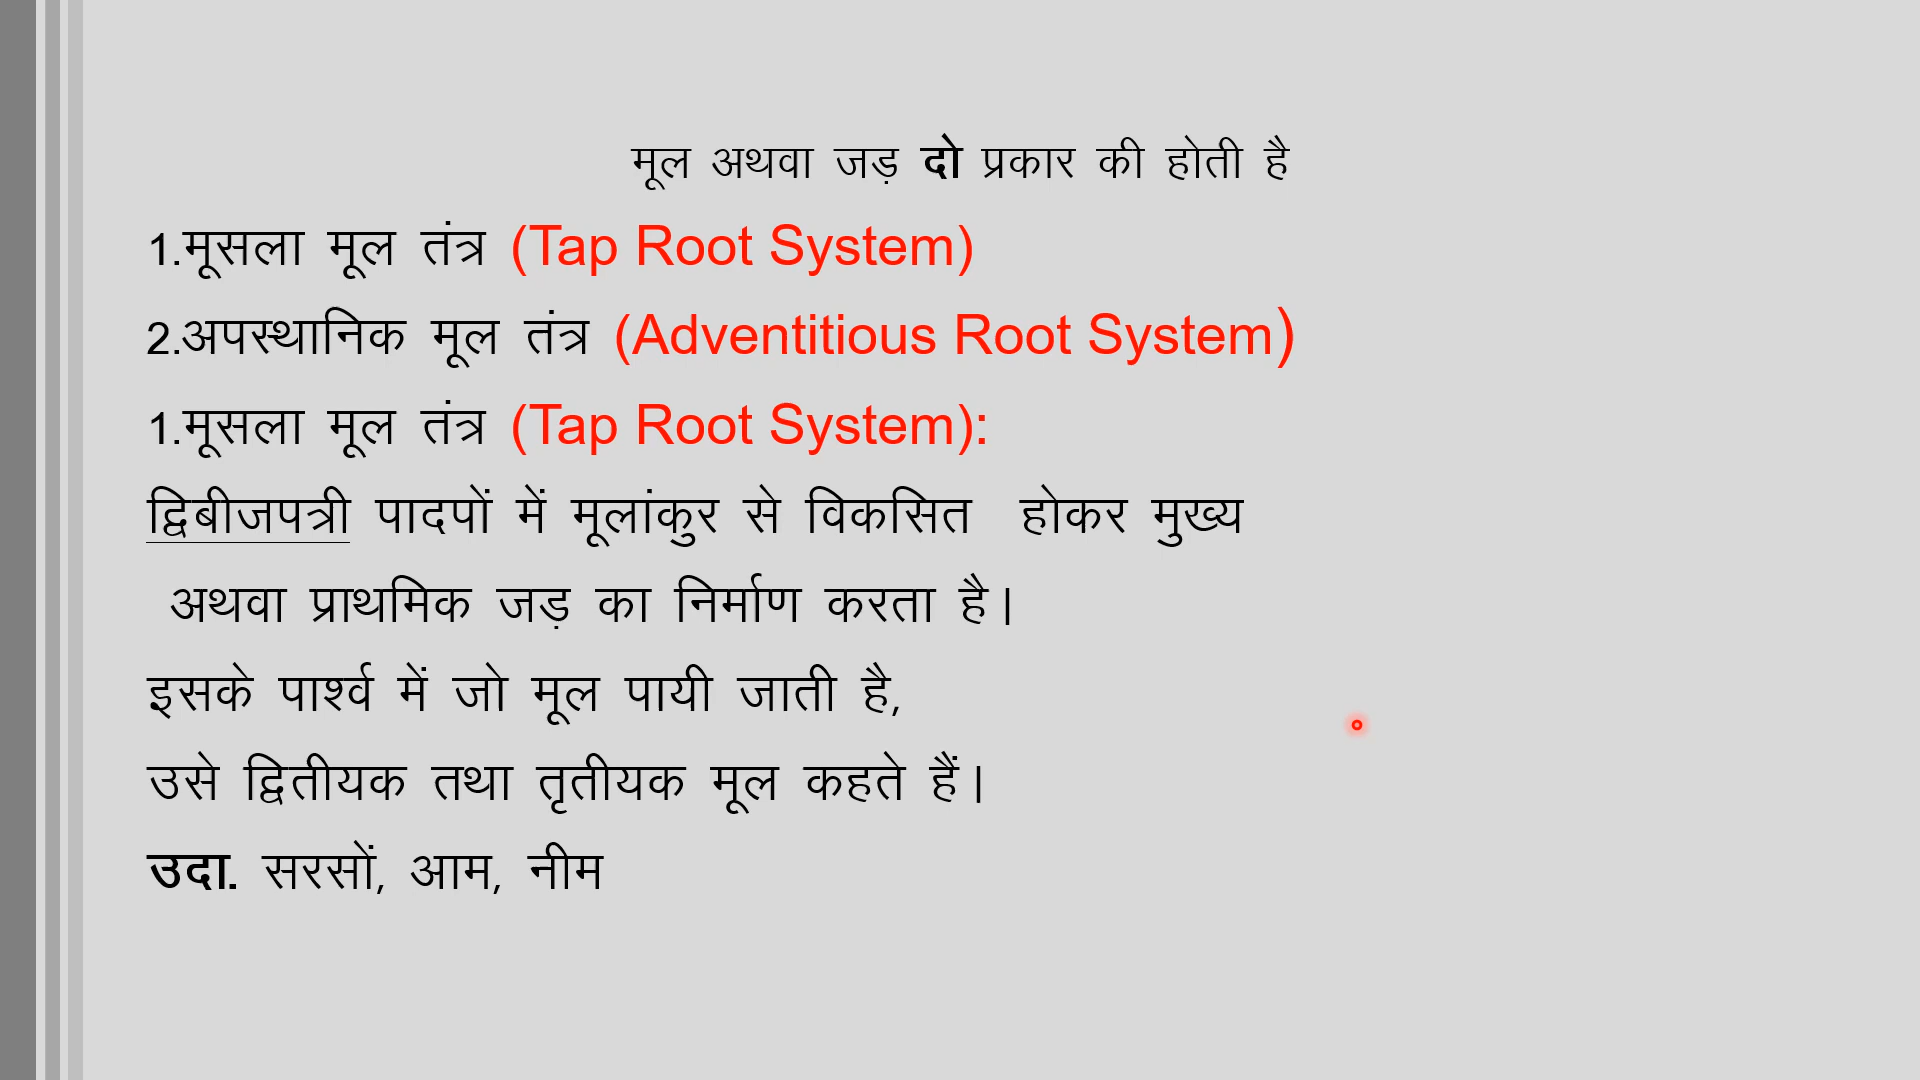 मूल अथवा जड़ दो प्रकार की होती है
1.मूसला मूल तंत्र (Tap Root System)
2.अपस्थानिक मूल तंत्र (Adventitious Root System)
1.मूसला मूल तंत्र (Tap Root System):
द्विबीजपत्री पादपों में मूलांकुर से विकसित होकर मुख्य
अथवा प्राथमिक जड़ का निर्माण करता है।
इसके पार्श्व में जो मूल पायी जाती है,
उसे द्वितीयक तथा तृतीयक मूल कहते हैं।
उदा. सरसों, आम, नीम